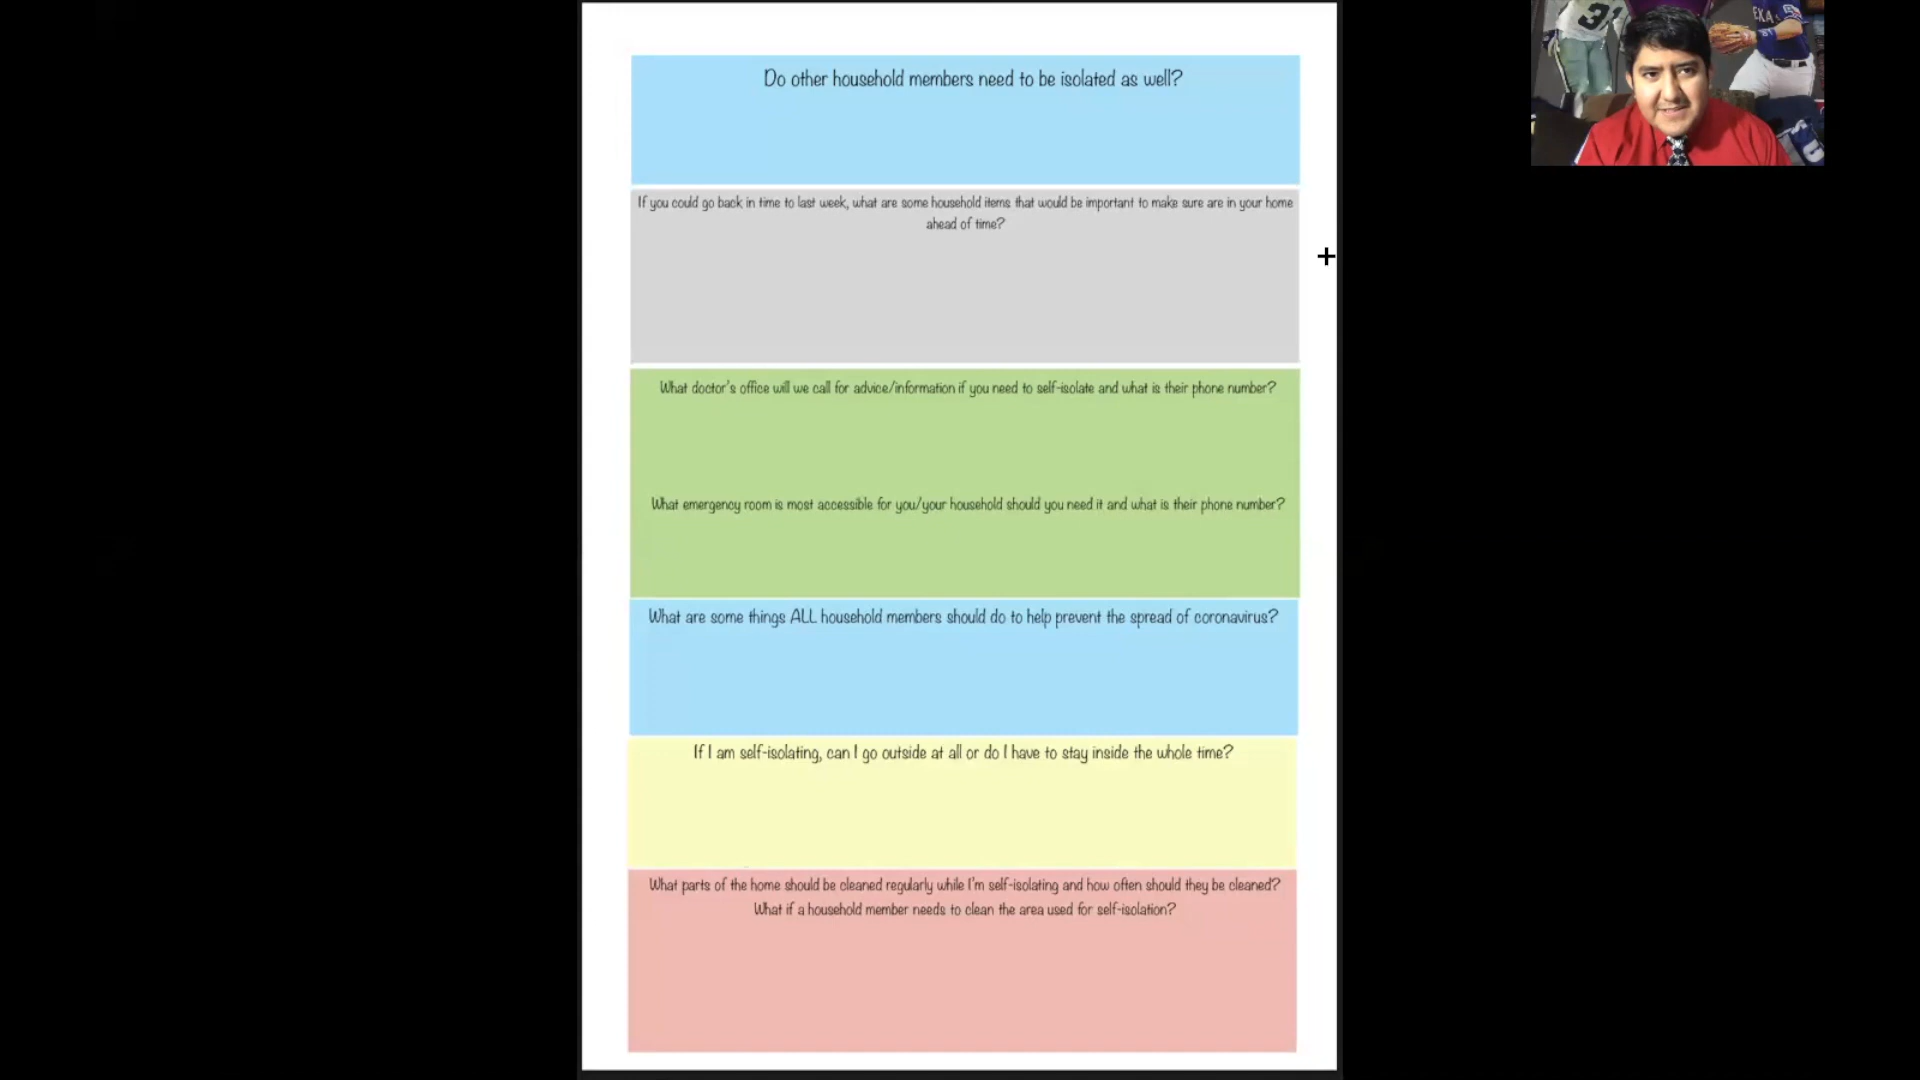 Do other household members need to be isolated as well?
If you could go back in time to last week, what are some household items that would be important to make sure are in your home
ahead of time?
What doctor's office will we call for advice/information if you need to self-isolate and what is their phone number?
What emergency room is most accessible for you/your household should you need it and what is their phone number?
What are some things ALL household members should do to help prevent the spread of coronavirus?
If I am self-isolating, can I go outside at all or do I have to stay inside the whole time?
What parts of the home should be cleaned regularly while I'm self-isolating and how often should they be cleaned?
What if a household member needs to clean the area used for self-isolation?